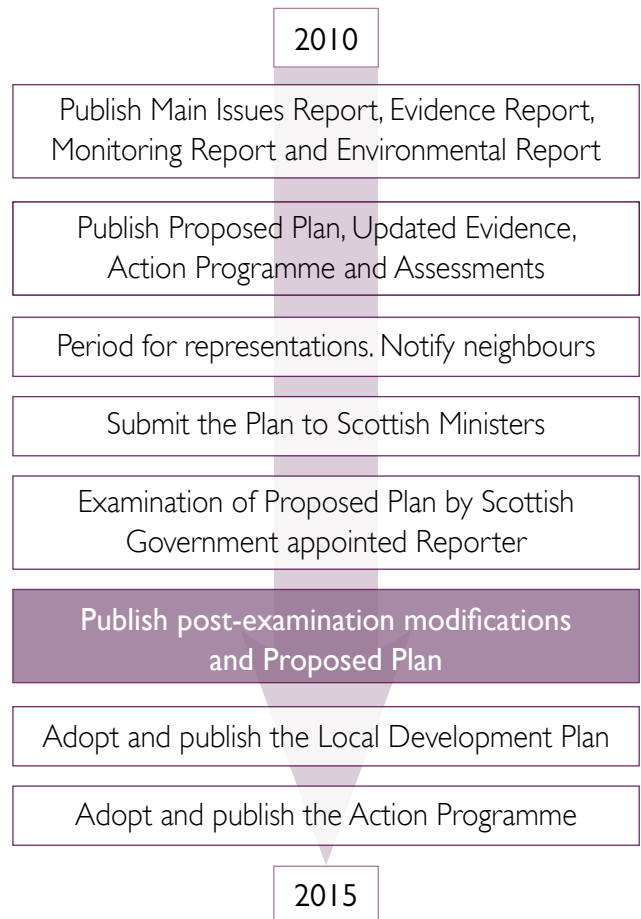 2010
Publish Main Issues Report, Evidence Report,
Monitoring Report and Environmental Report
Publish Proposed Plan, Updated Evidence,
Action Programme and Assessments
Period for representations. Notify neighbours
Submit the Plan to Scottish Ministers
Examination of Proposed Plan by Scottish
Government appointed Reporter
Publish post-examination modifications
and Proposed Plan
Adopt and publish the Local Development Plan
Adopt and publish the Action Programme
2015